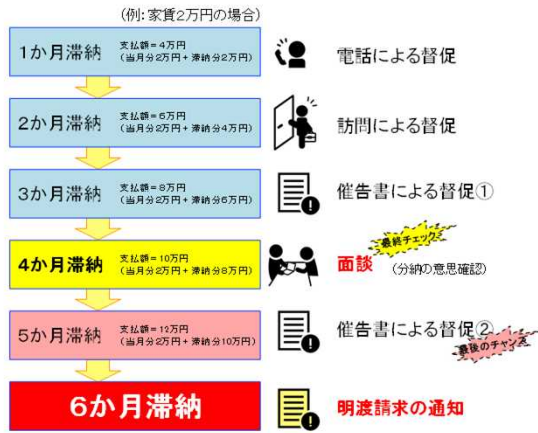 (例：家賃2万円の場合)
1か月滞納
支払額＝4万円
(当月分2万円＋滞納分2万円)
電話による督促
2か月滞納
支払額＝6万円
(当月分2万円＋滞納分4万円)
訪問による督促
3か月滞納
支払額＝8万円
(当月分2万円＋滞納分6万円)
催告書による督促①
4か月滞納
支払額＝10万円
(当月分2万円＋滞納分8万円)
最終チェック
面談
(分納の意思確認)
5か月滞納
支払額＝12万円
(当月分2万円＋滞納分10万円)
催告書による督促②
最後のチャンス
6か月滞納
明渡請求の通知